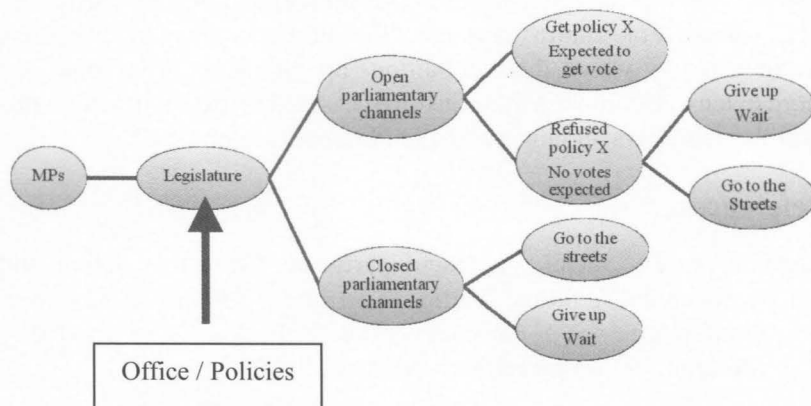 MPs
Legislature
Open
parliamentary
channels
Get policy X
Expected to
get vote
Refused
policy X
No votes
expected
Give up
Wait
Go to the
Streets
Closed
parliamentary
channels
Go to the
streets
Give up
Wait
Office / Policies